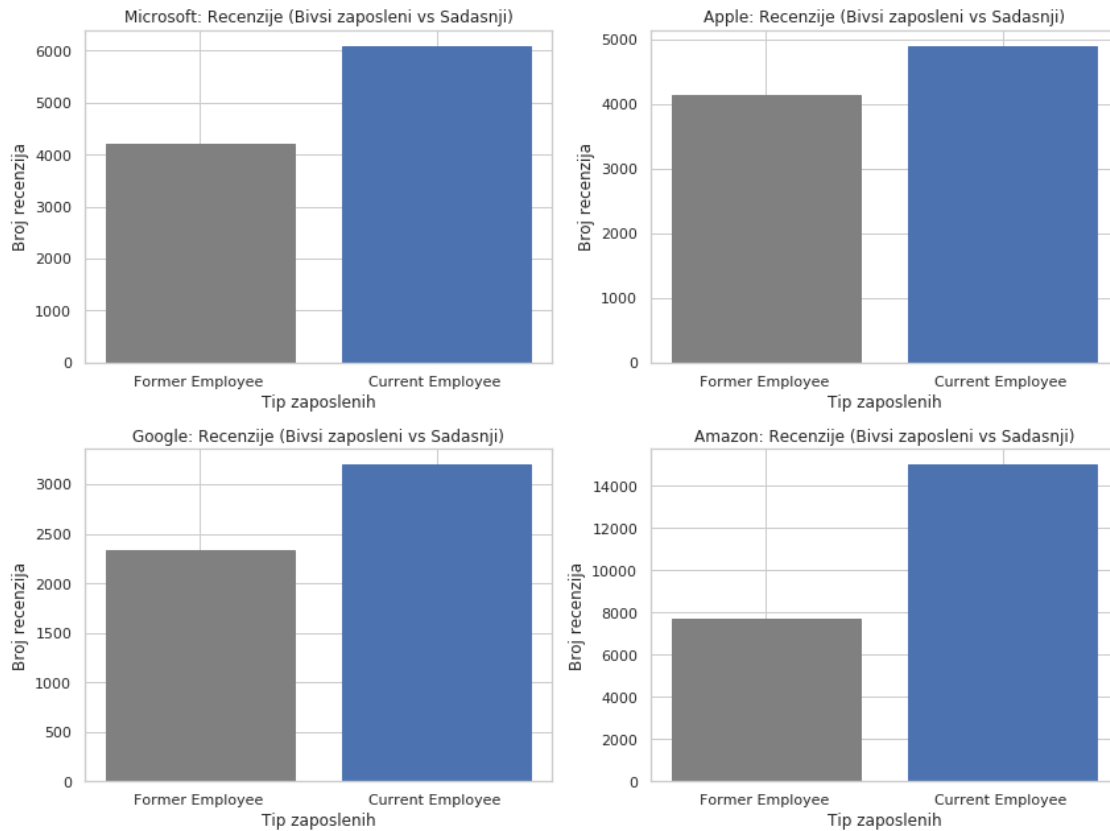 Microsoft: Recenzije (Bivsi zaposleni vs Sadasnji)
Broj recenzija
6000
5000
4000
3000
2000
1000
0
Former Employee
Current Employee
Tip zaposlenih
Apple: Recenzije (Bivsi zaposleni vs Sadasnji)
Broj recenzija
5000
4000
3000
2000
1000
0
Former Employee
Current Employee
Tip zaposlenih
Google: Recenzije (Bivsi zaposleni vs Sadasnji)
Broj recenzija
3000
2500
2000
1500
1000
500
0
Former Employee
Current Employee
Tip zaposlenih
Amazon: Recenzije (Bivsi zaposleni vs Sadasnji)
Broj recenzija
14000
12000
10000
8000
6000
4000
2000
0
Former Employee
Current Employee
Tip zaposlenih